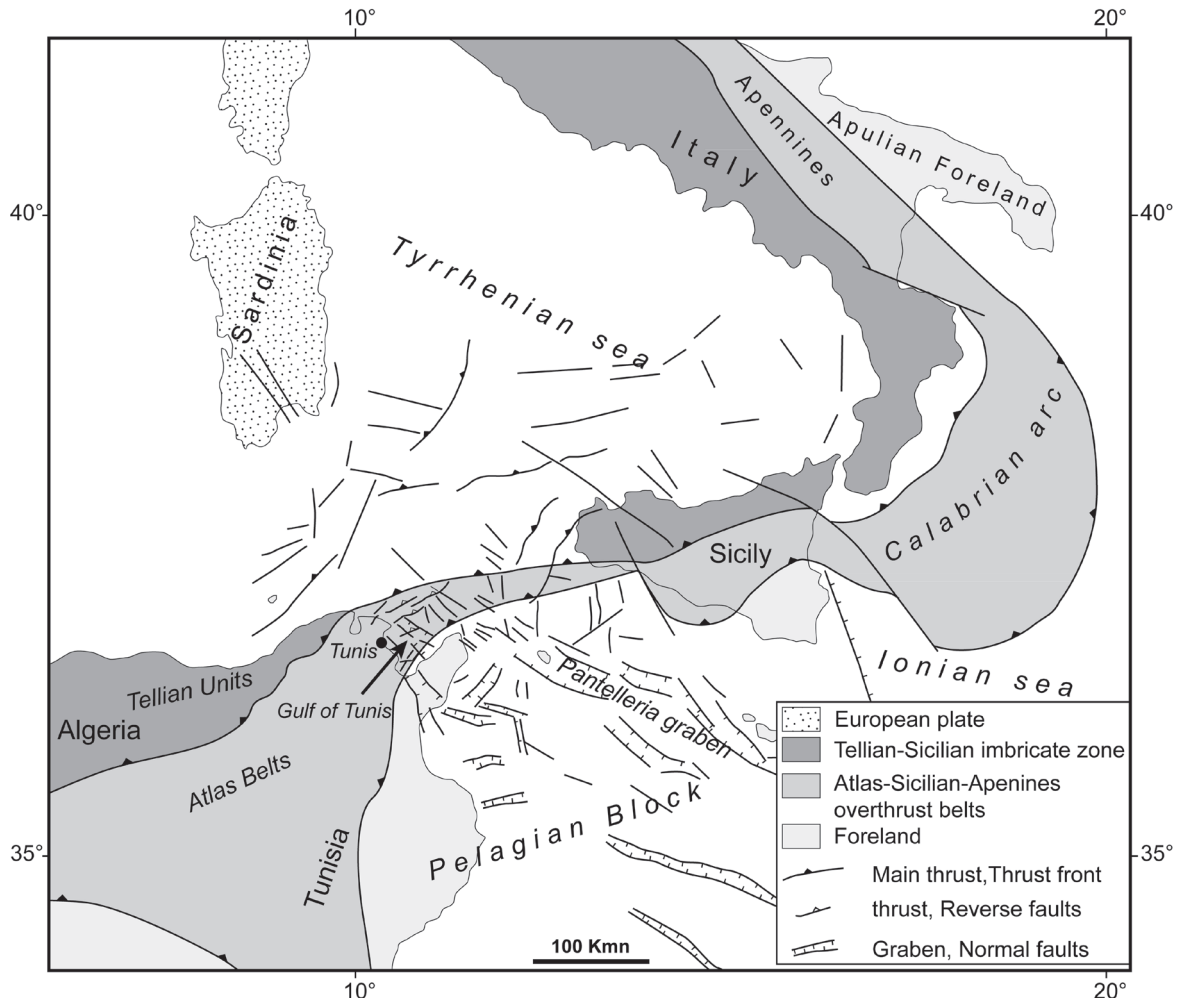 10°
20°
Apennines
Apulian Foreland
Italy
40°
40°
Sardinia
Tyrrhenian sea
Calabrian arc
Sicily
Tunis
Ionian sea
Tellian Units
Gulf of Tunis
Pantelleria graben
Algeria
Atlas Belts
Pelagian Block
Tunisia
35°
35°
European plate
Tellian-Sicilian imbricate zone
Atlas-Sicilian-Apenines
overthrust belts
Foreland
Main thrust,Thrust front
thrust, Reverse faults
Graben, Normal faults
100 Kmn
10°
20°